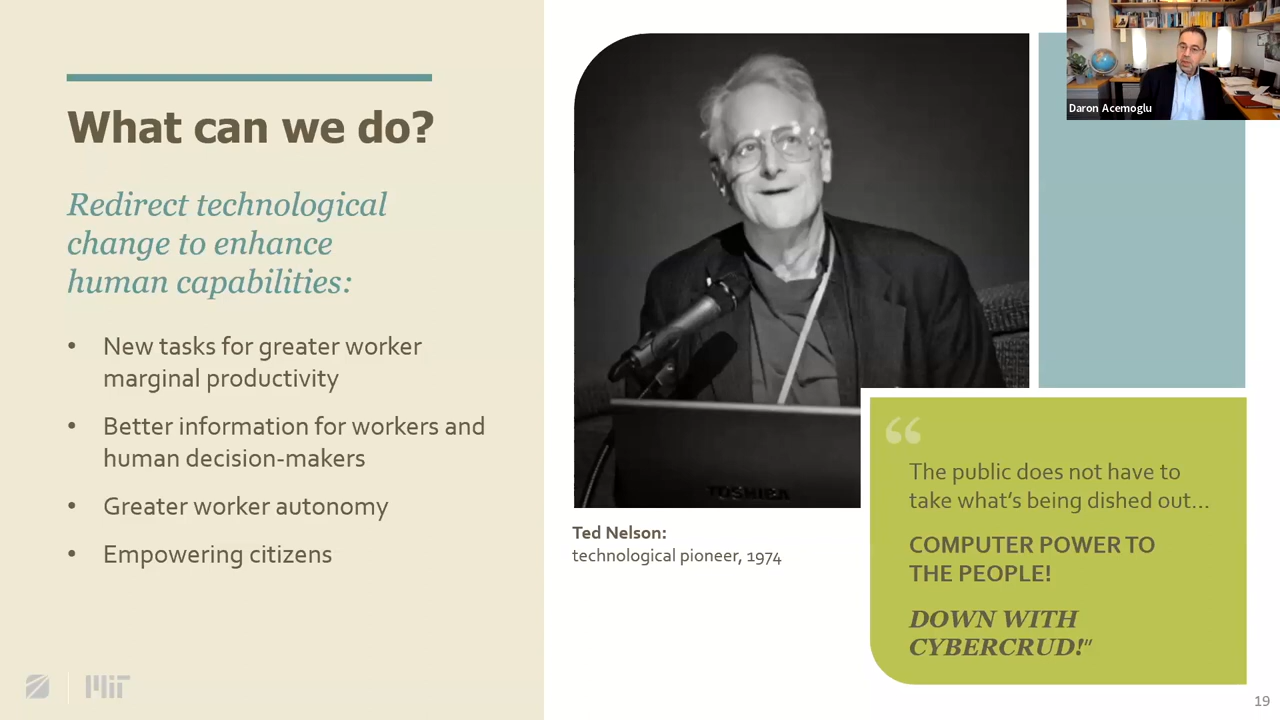 What can we do?
Redirect technological
change to enhance
human capabilities:
• New tasks for greater worker
marginal productivity
• Better information for workers and
human decision-makers
• Greater worker autonomy
• Empowering citizens
MIT
TOSHIBA
Ted Nelson:
technological pioneer, 1974
Daron Acemoglu
“
The public does not have to
take what’s being dished out...
COMPUTER POWER TO
THE PEOPLE!
DOWN WITH
CYBERCRUD!”
19